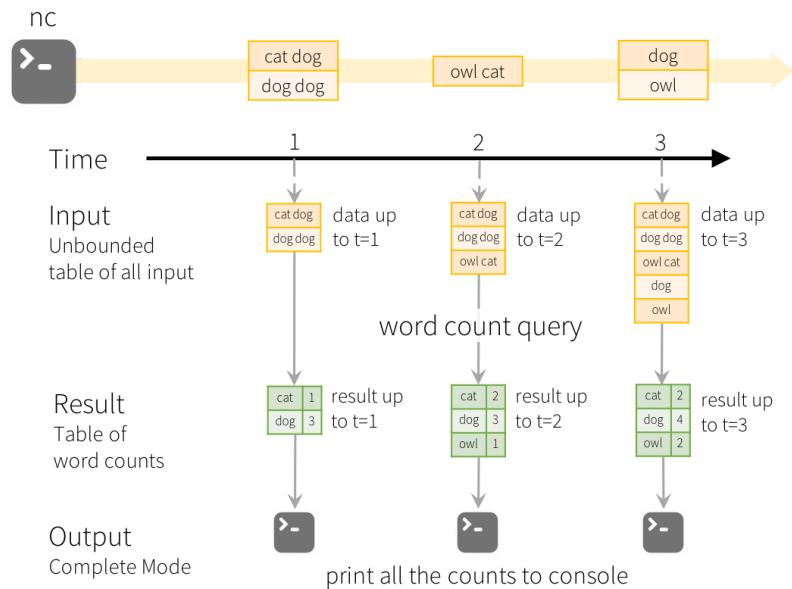 nc
cat dog
dog dog
owl cat
dog
owl
Time
1
2
3
Input
Unbounded
table of all input
cat dog
dog dog
data up
to t=1
cat dog
dog dog
owl cat
data up
to t=2
cat dog
dog dog
owl cat
dog
owl
data up
to t=3
word count query
Result
Table of
word counts
cat 1
dog 3
result up
to t=1
cat 2
dog 3
owl 1
result up
to t=2
cat 2
dog 4
owl 2
result up
to t=3
Output
Complete Mode
print all the counts to console